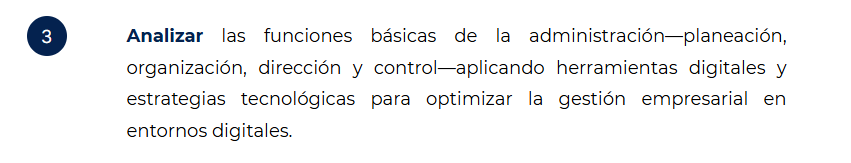 3
Analizar las funciones básicas de la administración—planeación,
organización, dirección y control—aplicando herramientas digitales y
estrategias tecnológicas para optimizar la gestión empresarial en
entornos digitales.